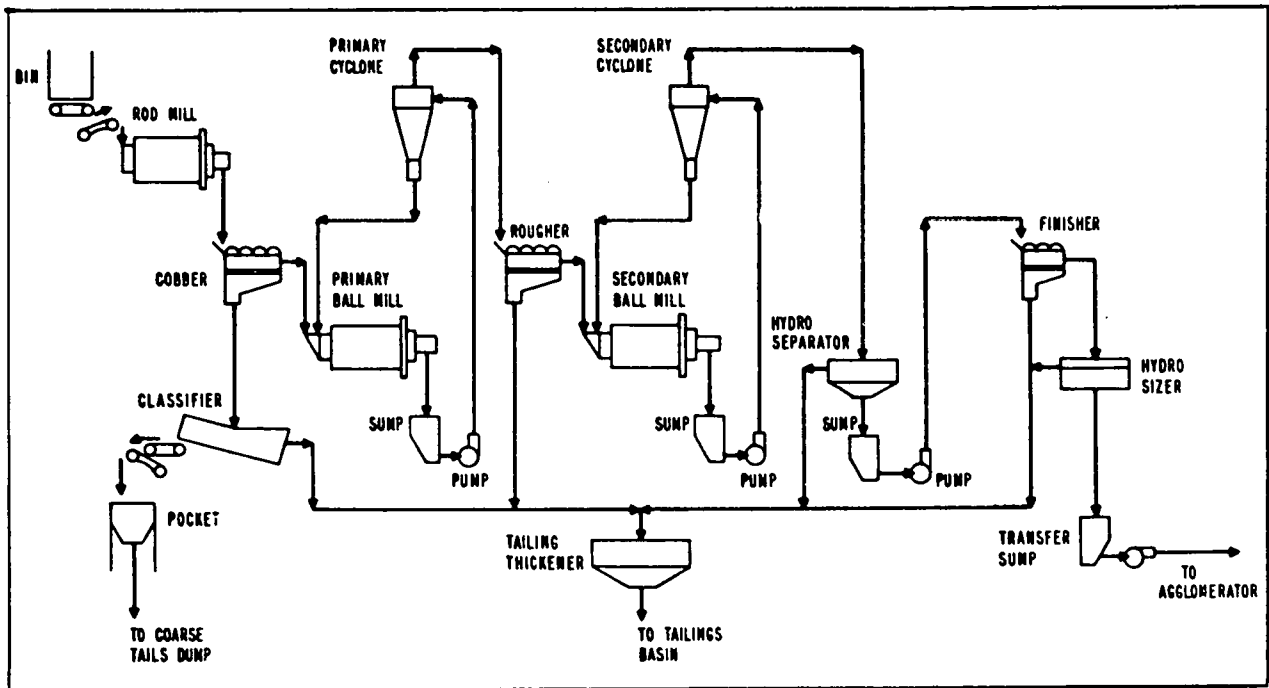 BIN
ROD MILL
PRIMARY
CYCLONE
SECONDARY
CYCLONE
COBBER
PRIMARY
BALL MILL
ROUGHER
SECONDARY
BALL MILL
HYDRO
SEPARATOR
FINISHER
HYDRO
SIZER
CLASSIFIER
SUMP
PUMP
SUMP
PUMP
SUMP
PUMP
POCKET
TAILING
THICKENER
TRANSFER
SUMP
TO
AGGLOMERATOR
TO COARSE
TAILS DUMP
TO TAILINGS
BASIN